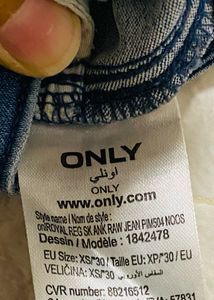 ONLY
اونلي
ONLY
www.only.com
Style name / Nom de style :
onlROYAL REG SK ANK RAW JEAN PIM504 NOOS
Dessin / Modèle : 1842478
EU Size: XS/"30 / Taille EU: XP/"30 / EU
VELIČINA: XS/"30
CVR number: 88216512
57831